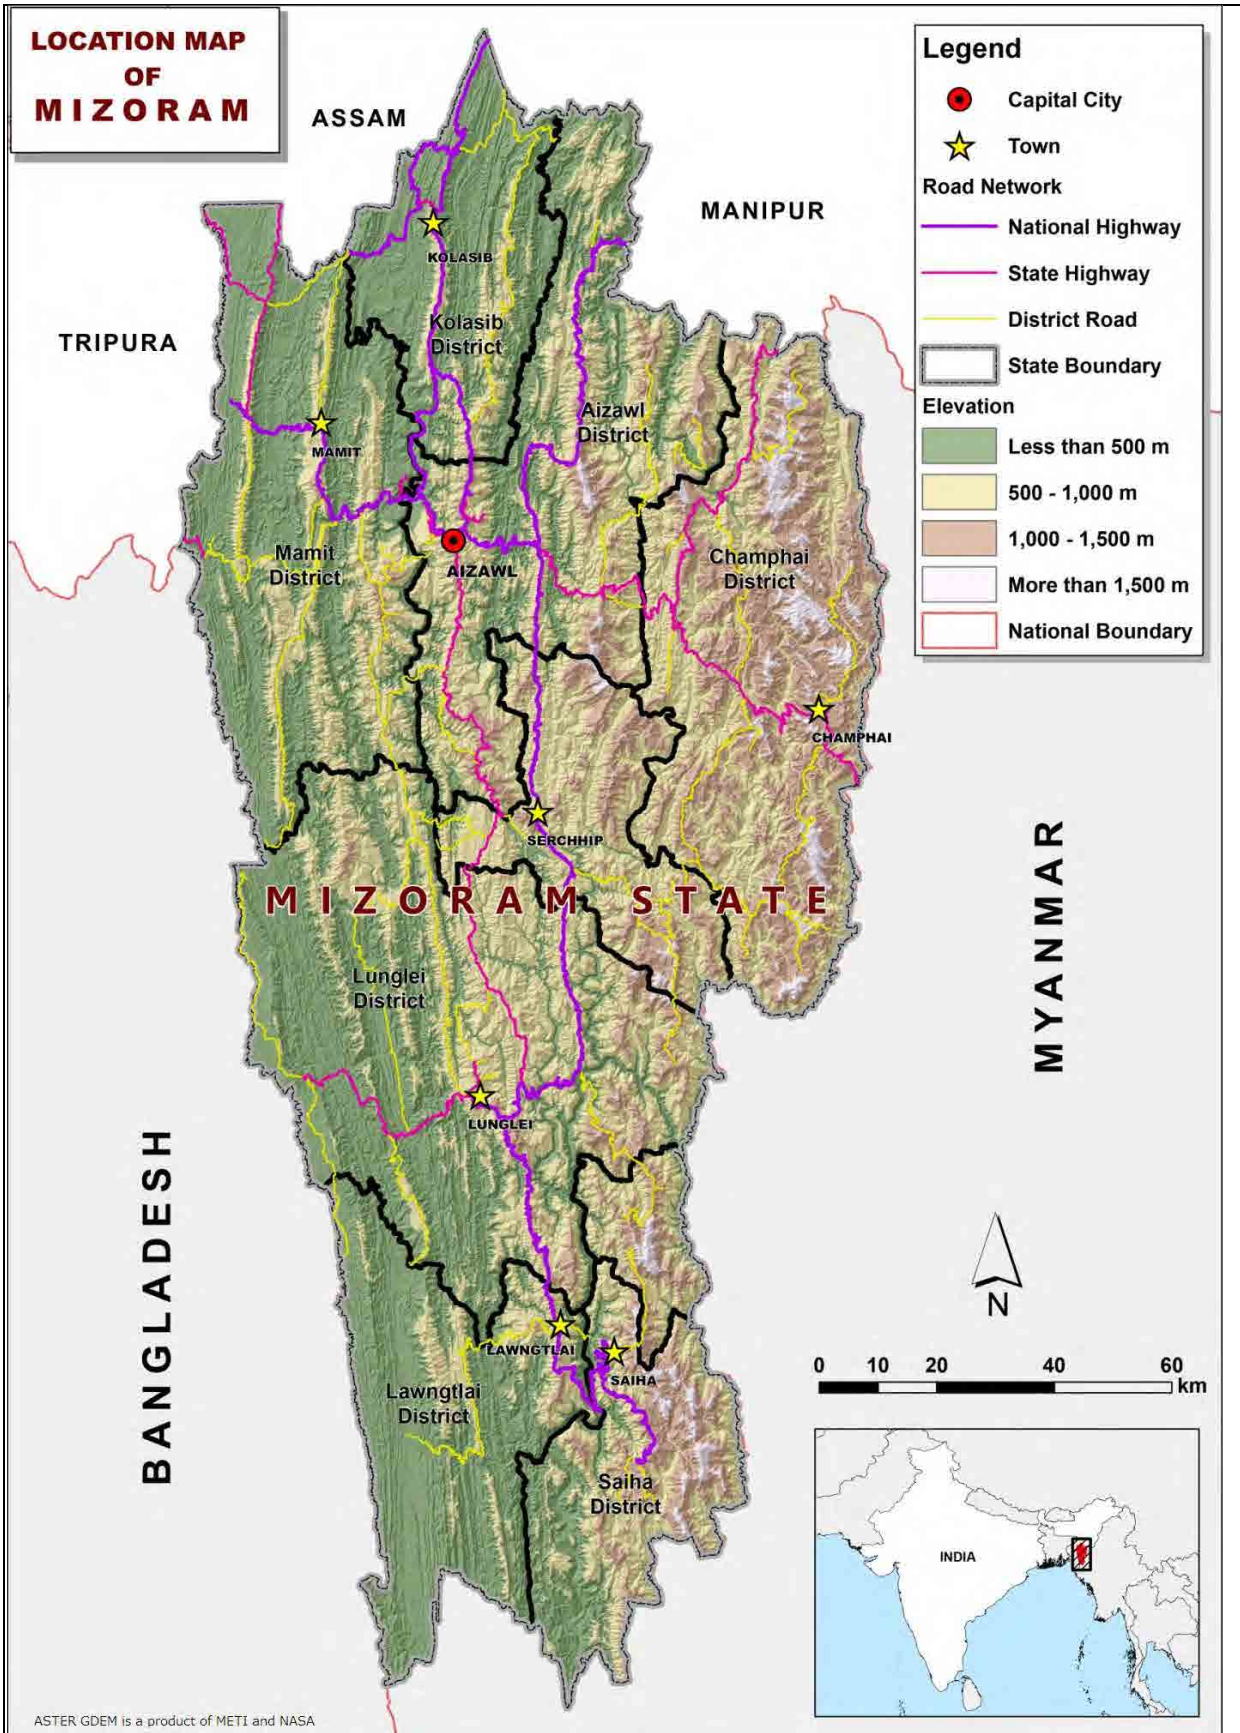 LOCATION MAP
OF
MIZORAM
ASSAM
MANIPUR
TRIPURA
KOLASIB
Kolasib
District
Aizawl
District
MAMIT
Mamit
District
AIZAWL
Champhai
District
CHAMPHAI
SERCHHIP
MIZORAM STATE
Lunglei
District
LUNGLEI
MYANMAR
BANGLADESH
LAWNGTLAI
SAIHA
Lawngtlai
District
Saiha
District
Legend
Capital City
Town
Road Network
National Highway
State Highway
District Road
State Boundary
Elevation
Less than 500 m
500 - 1,000 m
1,000 - 1,500 m
More than 1,500 m
National Boundary
N
0 10 20 40 60
km
INDIA
ASTER GDEM is a product of METI and NASA